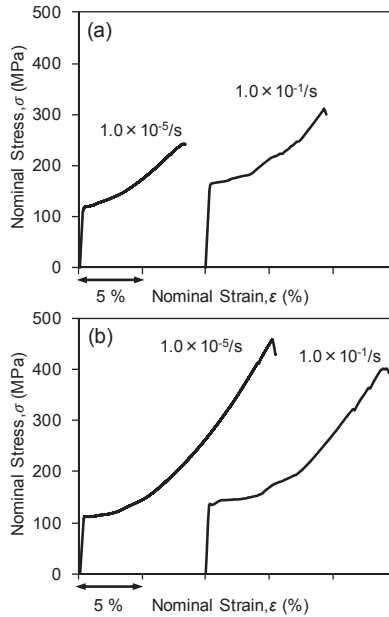 (a)
500
400
300
200
100
0
Nominal Stress,σ (MPa)
1.0×10⁻⁵/s
1.0×10⁻¹/s
5 %
Nominal Strain,ε (%)
(b)
500
400
300
200
100
0
Nominal Stress,σ (MPa)
1.0×10⁻⁵/s
1.0×10⁻¹/s
5 %
Nominal Strain,ε (%)